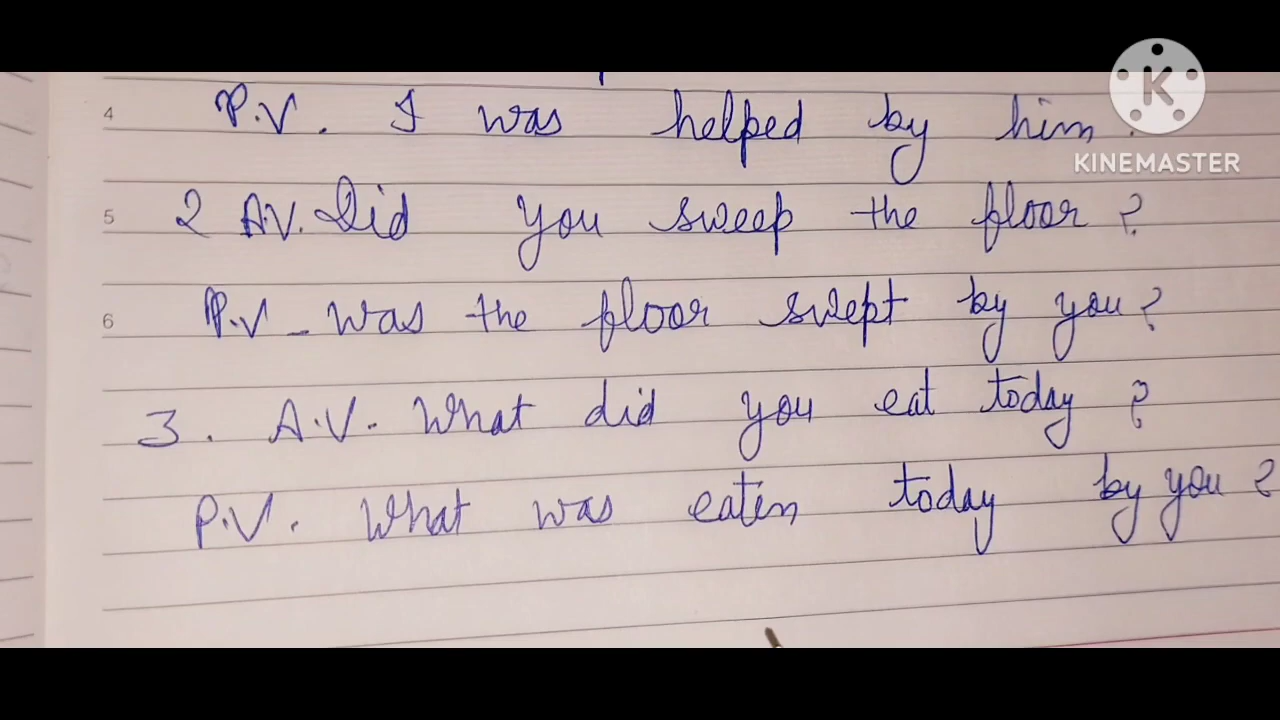 4 P.V. I was helped by him.
KINEMASTER
5 2 A.V. Did you sweep the floor?
6 P.V - was the floor swept by you?
3. A.V. What did you eat today?
P.V. What was eaten today by you?